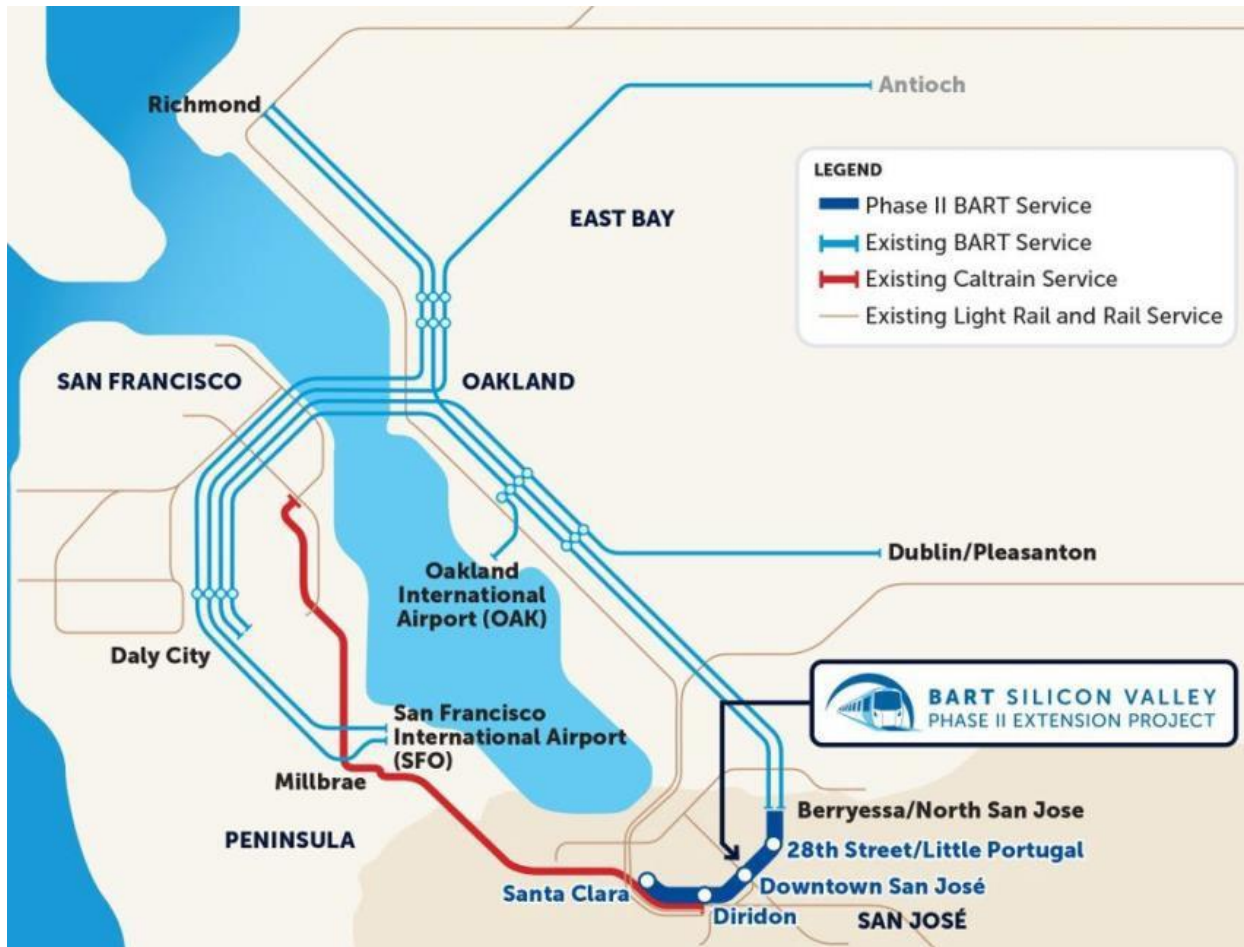 Richmond
Antioch
LEGEND
Phase II BART Service
Existing BART Service
Existing Caltrain Service
Existing Light Rail and Rail Service
EAST BAY
SAN FRANCISCO
OAKLAND
Dublin/Pleasanton
Oakland
International
Airport (OAK)
Daly City
BART SILICON VALLEY
PHASE II EXTENSION PROJECT
San Francisco
International Airport
(SFO)
Millbrae
Berryessa/North San Jose
PENINSULA
28th Street/Little Portugal
Downtown San José
Santa Clara
Diridon
SAN JOSÉ